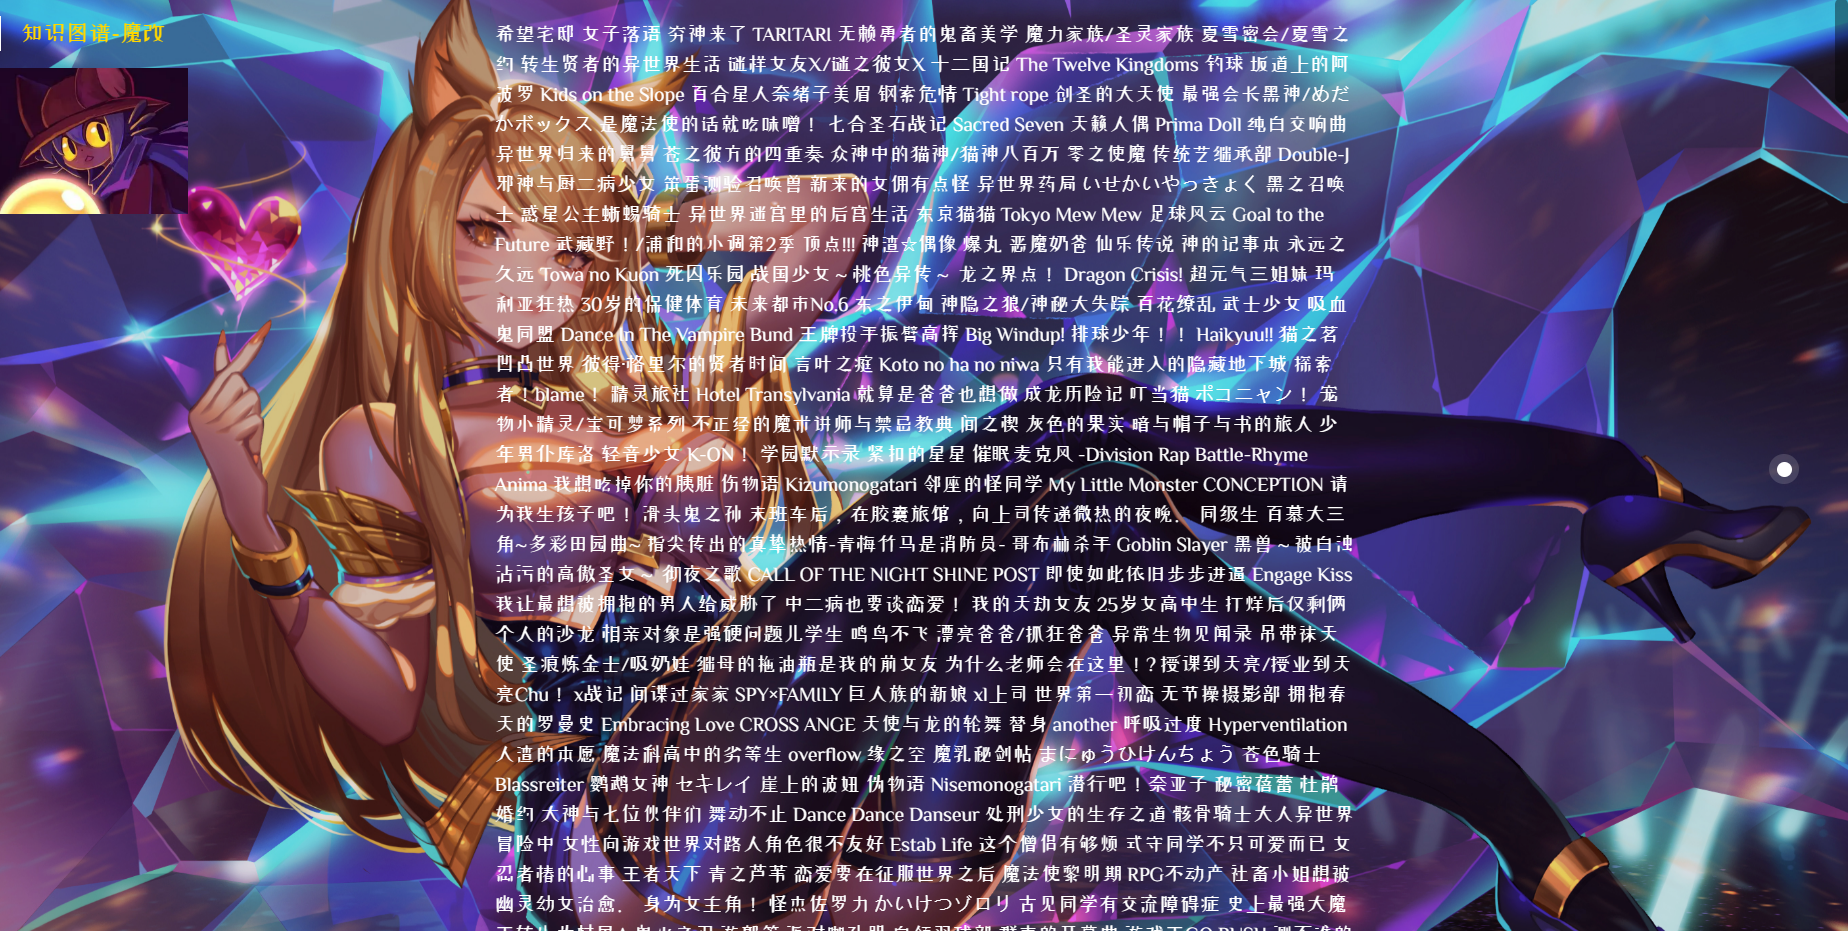 知识图谱-魔改
希望宅邸 女子落语 穷神来了 TARITARI 无赖勇者的鬼畜美学 魔力家族/圣灵家族 夏雪密会/夏雪之
约 转生贤者的异世界生活 谜样女友X/谜之彼女X 十二国记 The Twelve Kingdoms 钓球 坂道上的阿
波罗 Kids on the Slope 百合星人奈绪子美眉 钢索危情 Tight rope 创圣的大天使 最强会长黑神/めだ
かボックス 是魔法使的话就吃味噌！ 七合圣石战记 Sacred Seven 天籁人偶 Prima Doll 纯白交响曲
异世界归来的舅舅 苍之彼方的四重奏 众神中的猫神/猫神八百万 零之使魔 传统艺能承部 Double-J
邪神与厨二病少女 笨蛋测验召唤兽 新来的女佣有点怪 异世界药局 いせかいやっきょく 黑之召唤
士 惑星公主蜥蜴骑士 异世界迷宫里的后宫生活 东京猫猫 Tokyo Mew Mew 足球风云 Goal to the
Future 武藏野！/浦和的小调第2季 顶点!!! 神渣☆偶像 爆丸 恶魔奶爸 仙乐传说 神的记事本 永远之
久远 Towa no Kuon 死囚乐园 战国少女～桃色异传～ 龙之界点！ Dragon Crisis! 超元气三姐妹 玛
利亚狂热 30岁的保健体育 未来都市No.6 东之伊甸 神隐之狼/神秘大失踪 百花缭乱 武士少女 吸血
鬼同盟 Dance In The Vampire Bund 王牌投手振臂高挥 Big Windup! 排球少年！！ Haikyuu!! 猫之茗
凹凸世界 彼得·格里尔的贤者时间 言叶之庭 Koto no ha no niwa 只有我能进入的隐藏地下城 探索
者！blame！ 精灵旅社 Hotel Transylvania 就算是爸爸也想做 成龙历险记 叮当猫 ポコニャン！ 宠
物小精灵/宝可梦系列 不正经的魔术讲师与禁忌教典 间之楔 灰色的果实 暗与帽子与书的旅人 少
年男仆库洛 轻音少女 K-ON！ 学园默示录 紧扣的星星 催眠麦克风 -Division Rap Battle-Rhyme
Anima 我想吃掉你的胰脏 伤物语 Kizumonogatari 邻座的怪同学 My Little Monster CONCEPTION 请
为我生孩子吧！ 滑头鬼之孙 末班车后，在胶囊旅馆，向上司传递微热的夜晚。 同级生 百慕大三
角~多彩田园曲~ 指尖传出的真挚热情-青梅竹马是消防员- 哥布林杀手 Goblin Slayer 黑兽～被白浊
沾污的高傲圣女～ 彻夜之歌 CALL OF THE NIGHT SHINE POST 即使如此依旧步步进逼 Engage Kiss
我让最想被拥抱的男人给威胁了 中二病也要谈恋爱！ 我的天劫女友 25岁女高中生 打烊后仅剩俩
个人的沙龙 相亲对象是强硬问题儿学生 鸣鸟不飞 漂亮爸爸/抓狂爸爸 异常生物见闻录 吊带袜天
使 圣痕炼金士/吸奶娃 继母的拖油瓶是我的前女友 为什么老师会在这里！？授课到天亮/授业到天
亮Chu！ x战记 间谍过家家 SPY×FAMILY 巨人族的新娘 xl上司 世界第一初恋 无节操摄影部 拥抱春
天的罗曼史 Embracing Love CROSS ANGE 天使与龙的轮舞 替身 another 呼吸过度 Hyperventilation
人渣的本愿 魔法科高中的劣等生 overflow 缘之空 魔乳秘剑帖 まにゅうひけんちょう 苍色骑士
Blassreiter 鹦鹉女神 セキレイ 崖上的波妞 伪物语 Nisemonogatari 潜行吧！奈亚子 秘密蓓蕾 杜鹃
婚约 大神与七位伙伴们 舞动不止 Dance Dance Danseur 处刑少女的生存之道 骸骨骑士大人异世界
冒险中 女性向游戏世界对路人角色很不友好 Estab Life 这个僧侣有够烦 式守同学不只可爱而已 女
忍者椿的心事 王者天下 青之芦苇 恋爱要在征服世界之后 魔法使黎明期 RPG不动产 社畜小姐想被
幽灵幼女治愈。 身为女主角！ 怪杰佐罗力 かいけつゾロリ 古见同学有交流障碍症 史上最强大魔